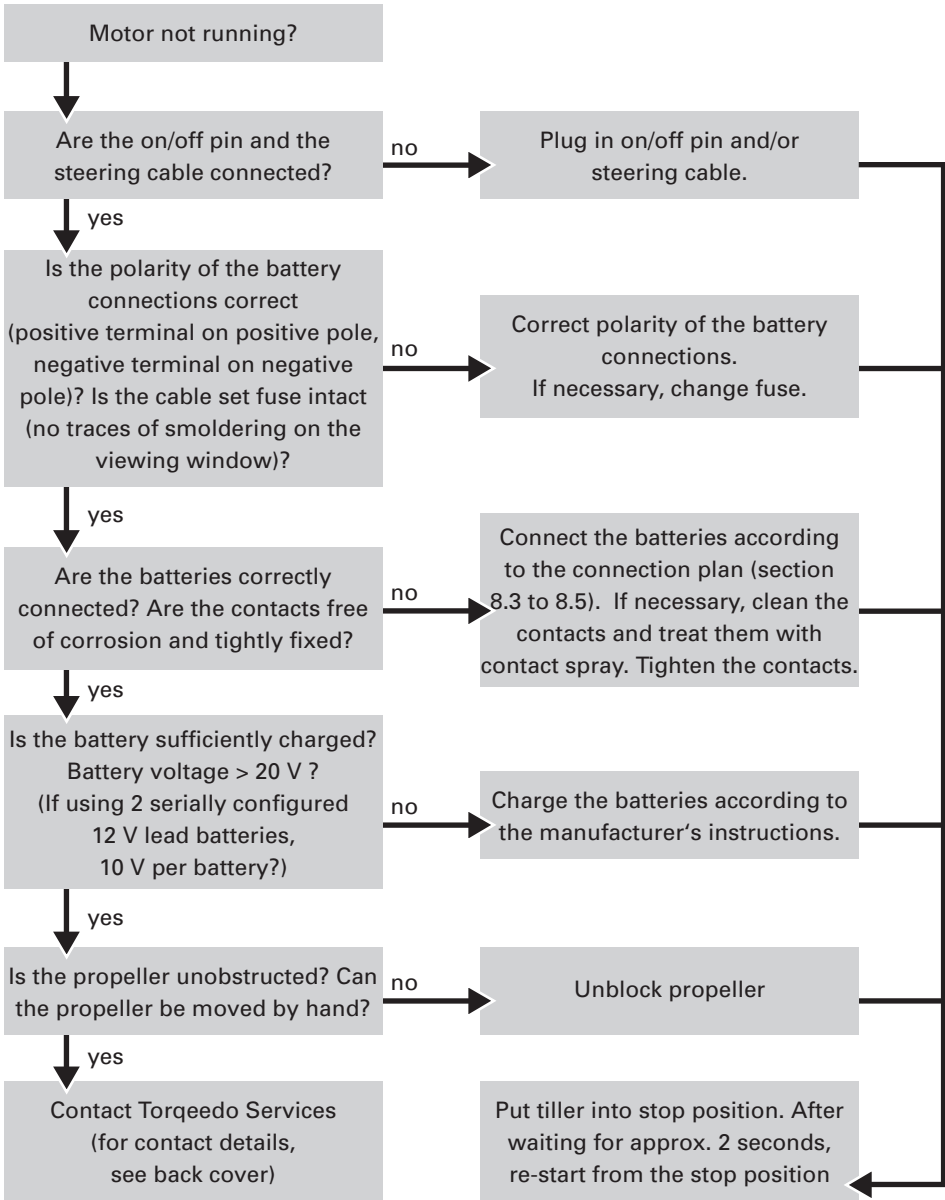 Motor not running?
Are the on/off pin and the
steering cable connected?
no
Plug in on/off pin and/or
steering cable.
yes
Is the polarity of the battery
connections correct
(positive terminal on positive pole,
negative terminal on negative
pole)? Is the cable set fuse intact
(no traces of smoldering on the
viewing window)?
no
Correct polarity of the battery
connections.
If necessary, change fuse.
yes
Are the batteries correctly
connected? Are the contacts free
of corrosion and tightly fixed?
no
Connect the batteries according
to the connection plan (section
8.3 to 8.5).  If necessary, clean the
contacts and treat them with
contact spray. Tighten the contacts.
yes
Is the battery sufficiently charged?
Battery voltage > 20 V ?
(If using 2 serially configured
12 V lead batteries,
10 V per battery?)
no
Charge the batteries according to
the manufacturer‘s instructions.
yes
Is the propeller unobstructed? Can
the propeller be moved by hand?
no
Unblock propeller
yes
Contact Torqeedo Services
(for contact details,
see back cover)
Put tiller into stop position. After
waiting for approx. 2 seconds,
re-start from the stop position